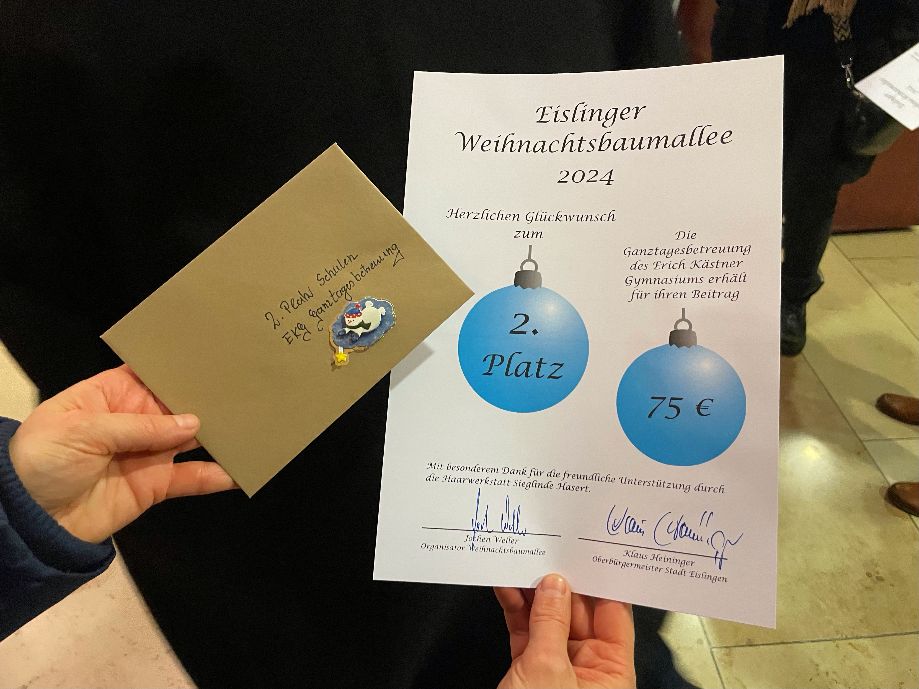 2. Platz Schulen
EKG Ganztagesbetreuung
Eislinger
Weihnachtsbaumallee
2024
Herzlichen Glückwunsch
zum
2.
Platz
Die
Ganztagesbetreuung
des Erich Kästner
Gymnasiums erhält
für ihren Beitrag
75 €
Mit besonderem Dank für die freundliche Unterstützung durch
die Haarwerkstatt Sieglinde Hasert.
Jochen Weller
Organisator Weihnachtsbaumallee
Klaus Heininger
Oberbürgermeister Stadt Eislingen